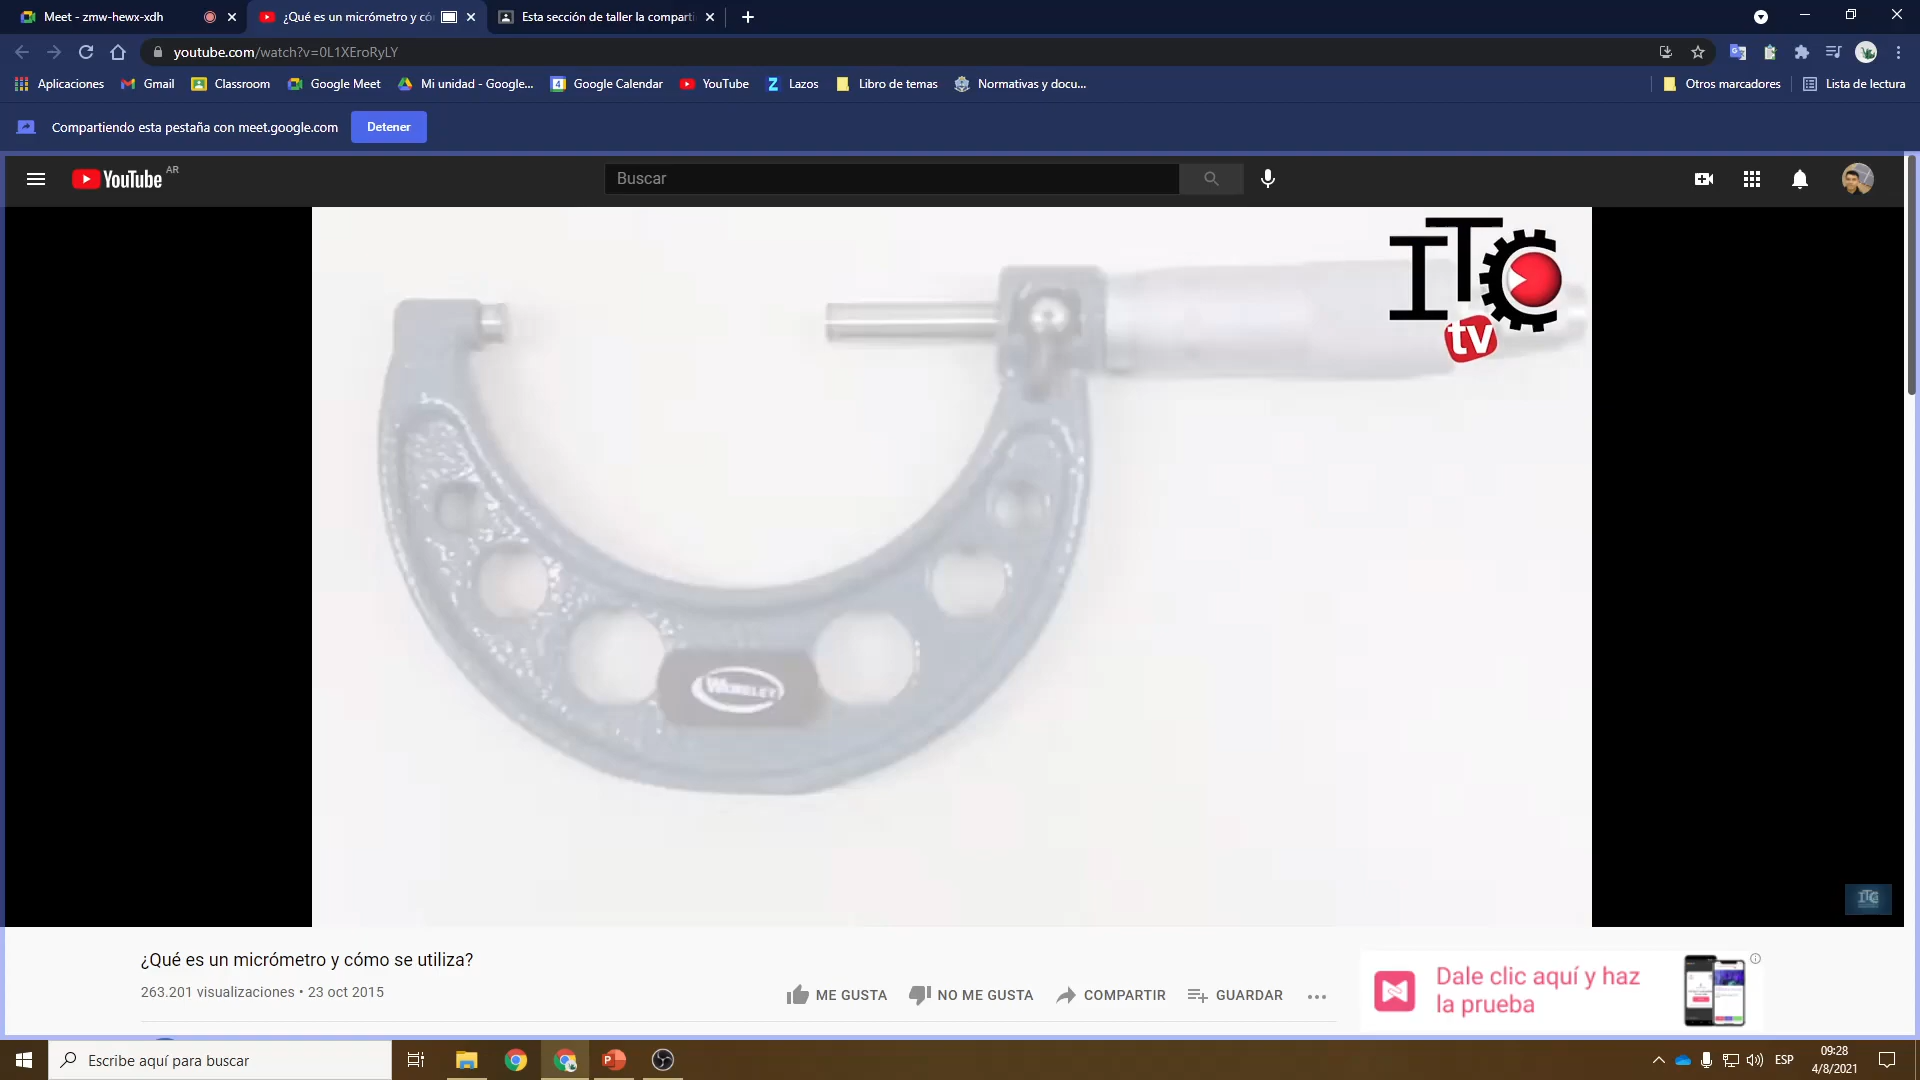 Meet - zmw-hewx-xdh
¿Qué es un micrómetro y có
Esta sección de taller la comparti
youtube.com/watch?v=0L1XEroRyLY
Aplicaciones
Gmail
Classroom
Google Meet
Mi unidad - Google...
Google Calendar
YouTube
Lazos
Libro de temas
Normativas y docu...
Otros marcadores
Lista de lectura
Compartiendo esta pestaña con meet.google.com
Detener
YouTube AR
Buscar
ITC
tv
WEMBLEY
ITC
¿Qué es un micrómetro y cómo se utiliza?
263.201 visualizaciones • 23 oct 2015
ME GUSTA
NO ME GUSTA
COMPARTIR
GUARDAR
Dale clic aquí y haz
la prueba
Escribe aquí para buscar
ESP
09:28
4/8/2021